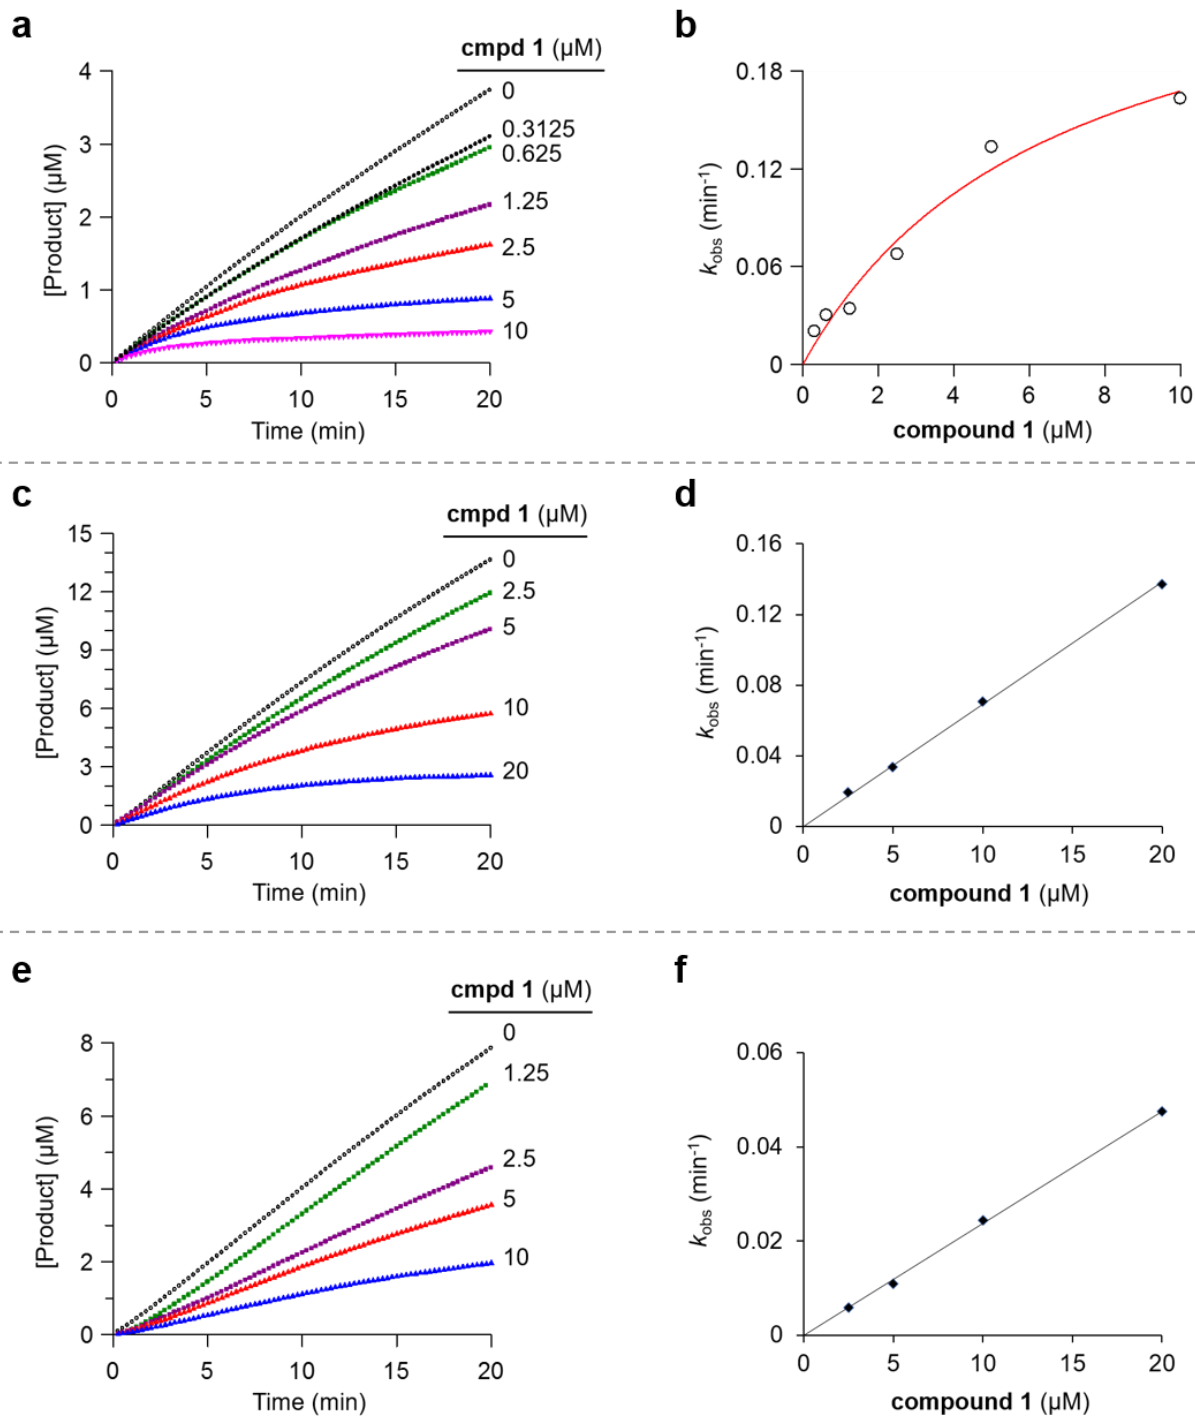 a
cmpd 1 (µM)
4
3
2
1
0
[Product] (µM)
0
0.3125
0.625
1.25
2.5
5
10
0 5 10 15 20
Time (min)
b
0.18
0.12
0.06
0
kobs (min-1)
0 2 4 6 8 10
compound 1 (µM)
c
cmpd 1 (µM)
15
12
9
6
3
0
[Product] (µM)
0
2.5
5
10
20
0 5 10 15 20
Time (min)
d
0.16
0.12
0.08
0.04
0
kobs (min-1)
0 5 10 15 20
compound 1 (µM)
e
cmpd 1 (µM)
8
6
4
2
0
[Product] (µM)
0
1.25
2.5
5
10
0 5 10 15 20
Time (min)
f
0.06
0.04
0.02
0
kobs (min-1)
0 5 10 15 20
compound 1 (µM)